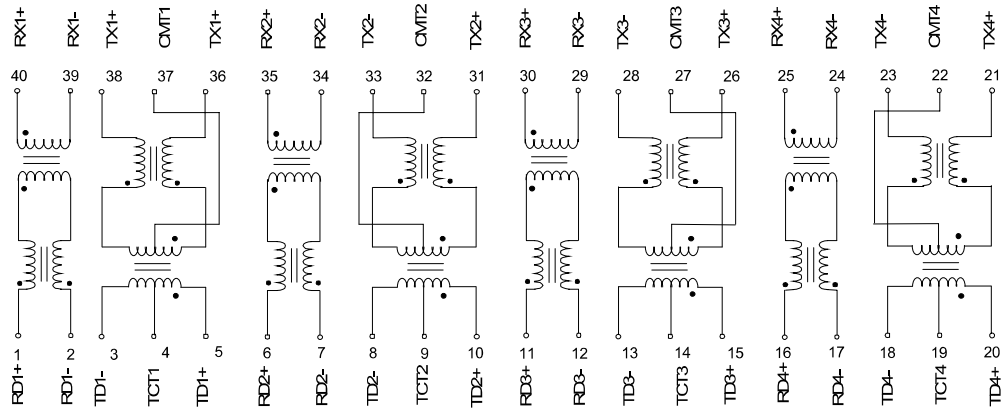 RX1+ RX1- TX1+ CMT1 TX1+ RX2+ RX2- TX2- CMT2 TX2+ RX3+ RX3- TX3- CMT3 TX3+ RX4+ RX4- TX4- CMT4 TX4+
40 39 38 37 36 35 34 33 32 31 30 29 28 27 26 25 24 23 22 21
1 2 3 4 5 6 7 8 9 10 11 12 13 14 15 16 17 18 19 20
RD1+ RD1- TD1- TCT1 TD1+ RD2+ RD2- TD2- TCT2 TD2+ RD3+ RD3- TD3- TCT3 TD3+ RD4+ RD4- TD4- TCT4 TD4+